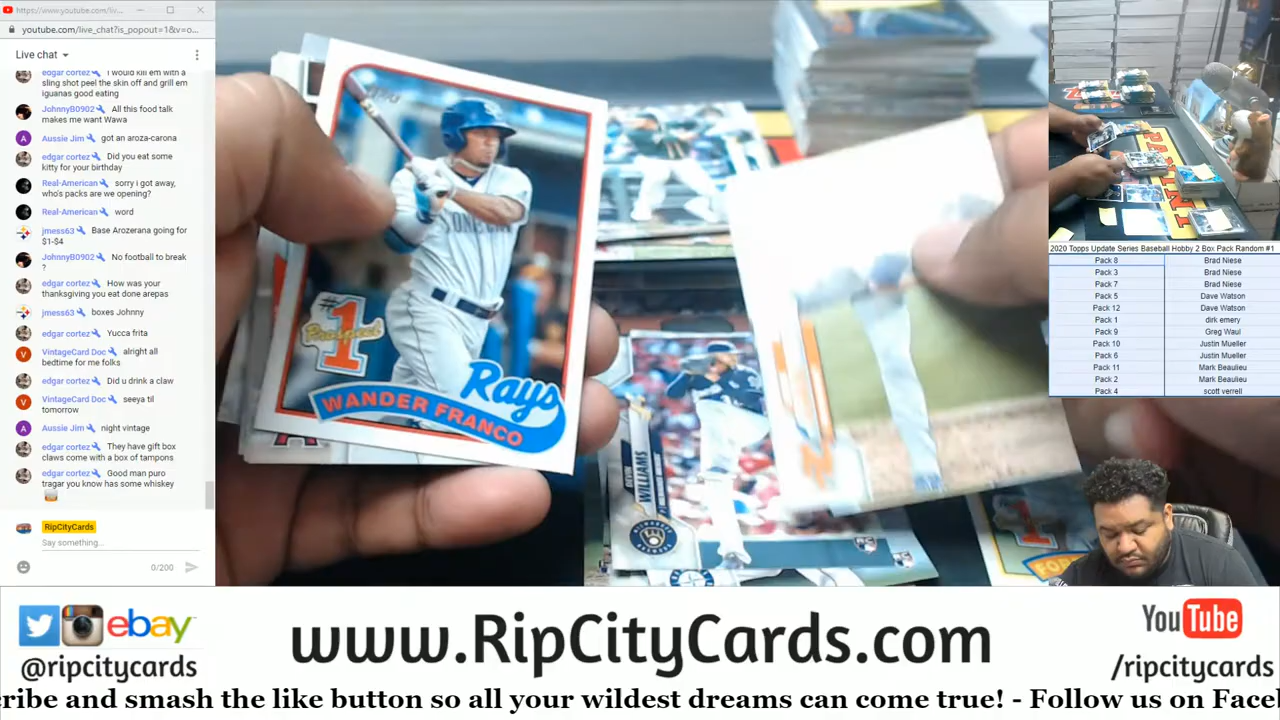 https://www.youtube.com/liv...
youtube.com/live_chat?is_popout=1&v=o...
Live chat
edgar cortez I would kill em with a
sling shot peel the skin off and grill em
iguanas good eating
JohnnyB0902 All this food talk
makes me want Wawa
A Aussie Jim got an aroza-carona
edgar cortez Did you eat some
kitty for your birthday
Real-American sorry i got away,
who's packs are we opening?
Real-American word
jmess63 Base Arozerana going for
$1-$4
JohnnyB0902 No football to break
?
edgar cortez How was your
thanksgiving you eat done arepas
jmess63 boxes Johnny
edgar cortez Yucca frita
V VintageCard Doc alright all
bedtime for me folks
edgar cortez Did u drink a claw
V VintageCard Doc seeya til
tomorrow
A Aussie Jim night vintage
edgar cortez They have gift box
claws come with a box of tampons
edgar cortez Good man puro
tragar you know has some whiskey
RipCityCards
Say something...
0/200
#1
Prospect
Rays
WANDER FRANCO
DEVIN
WILLIAMS
RC
RC
1
PANINI
2020 Topps Update Series Baseball Hobby 2 Box Pack Random #1
Pack 8 Brad Niese
Pack 3 Brad Niese
Pack 7 Brad Niese
Pack 5 Dave Watson
Pack 12 Dave Watson
Pack 1 dirk emery
Pack 9 Greg Waul
Pack 10 Justin Mueller
Pack 6 Justin Mueller
Pack 11 Mark Beaulieu
Pack 2 Mark Beaulieu
Pack 4 scott verrell
ebay
@ripcitycards
www.RipCityCards.com
YouTube
/ripcitycards
cribe and smash the like button so all your wildest dreams can come true! - Follow us on Faceb